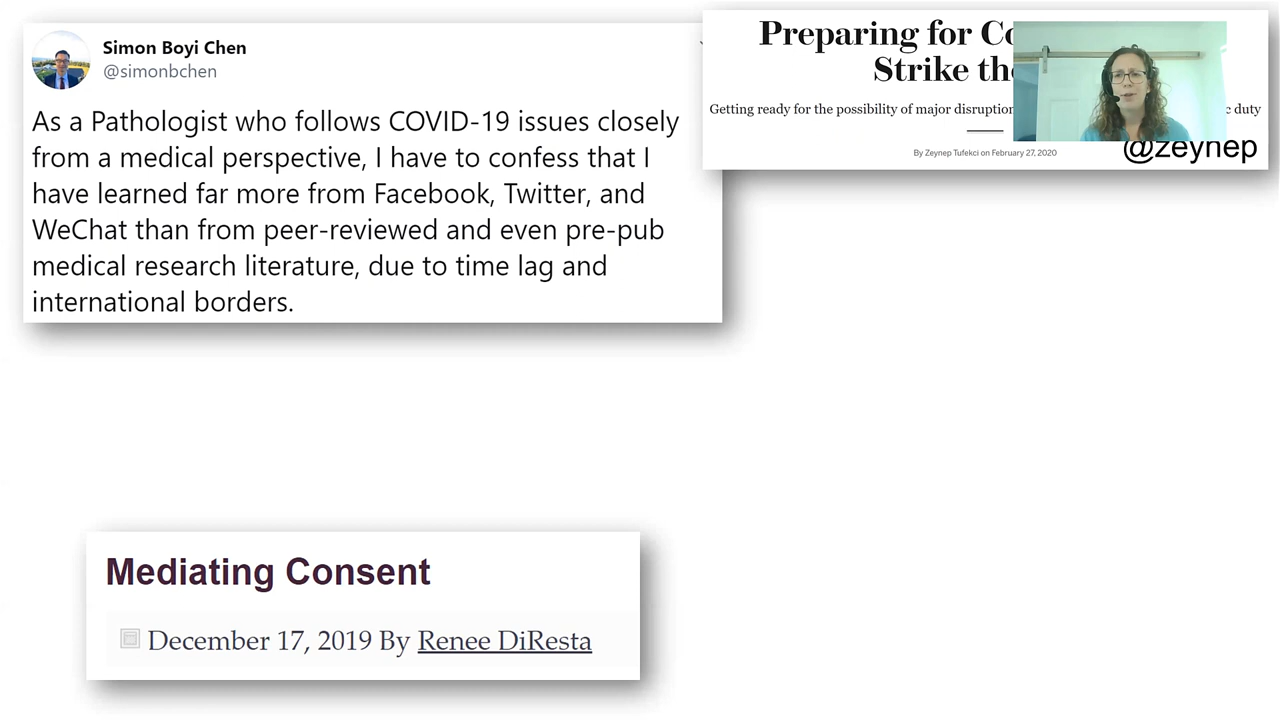 Simon Boyi Chen
@simonbchen
As a Pathologist who follows COVID-19 issues closely
from a medical perspective, I have to confess that I
have learned far more from Facebook, Twitter, and
WeChat than from peer-reviewed and even pre-pub
medical research literature, due to time lag and
international borders.
Preparing for
Strike
Getting ready for the possibility of major duty
By Zeynep Tufekci on February 27, 2020
@zeynep
Mediating Consent
December 17, 2019 By Renee DiResta